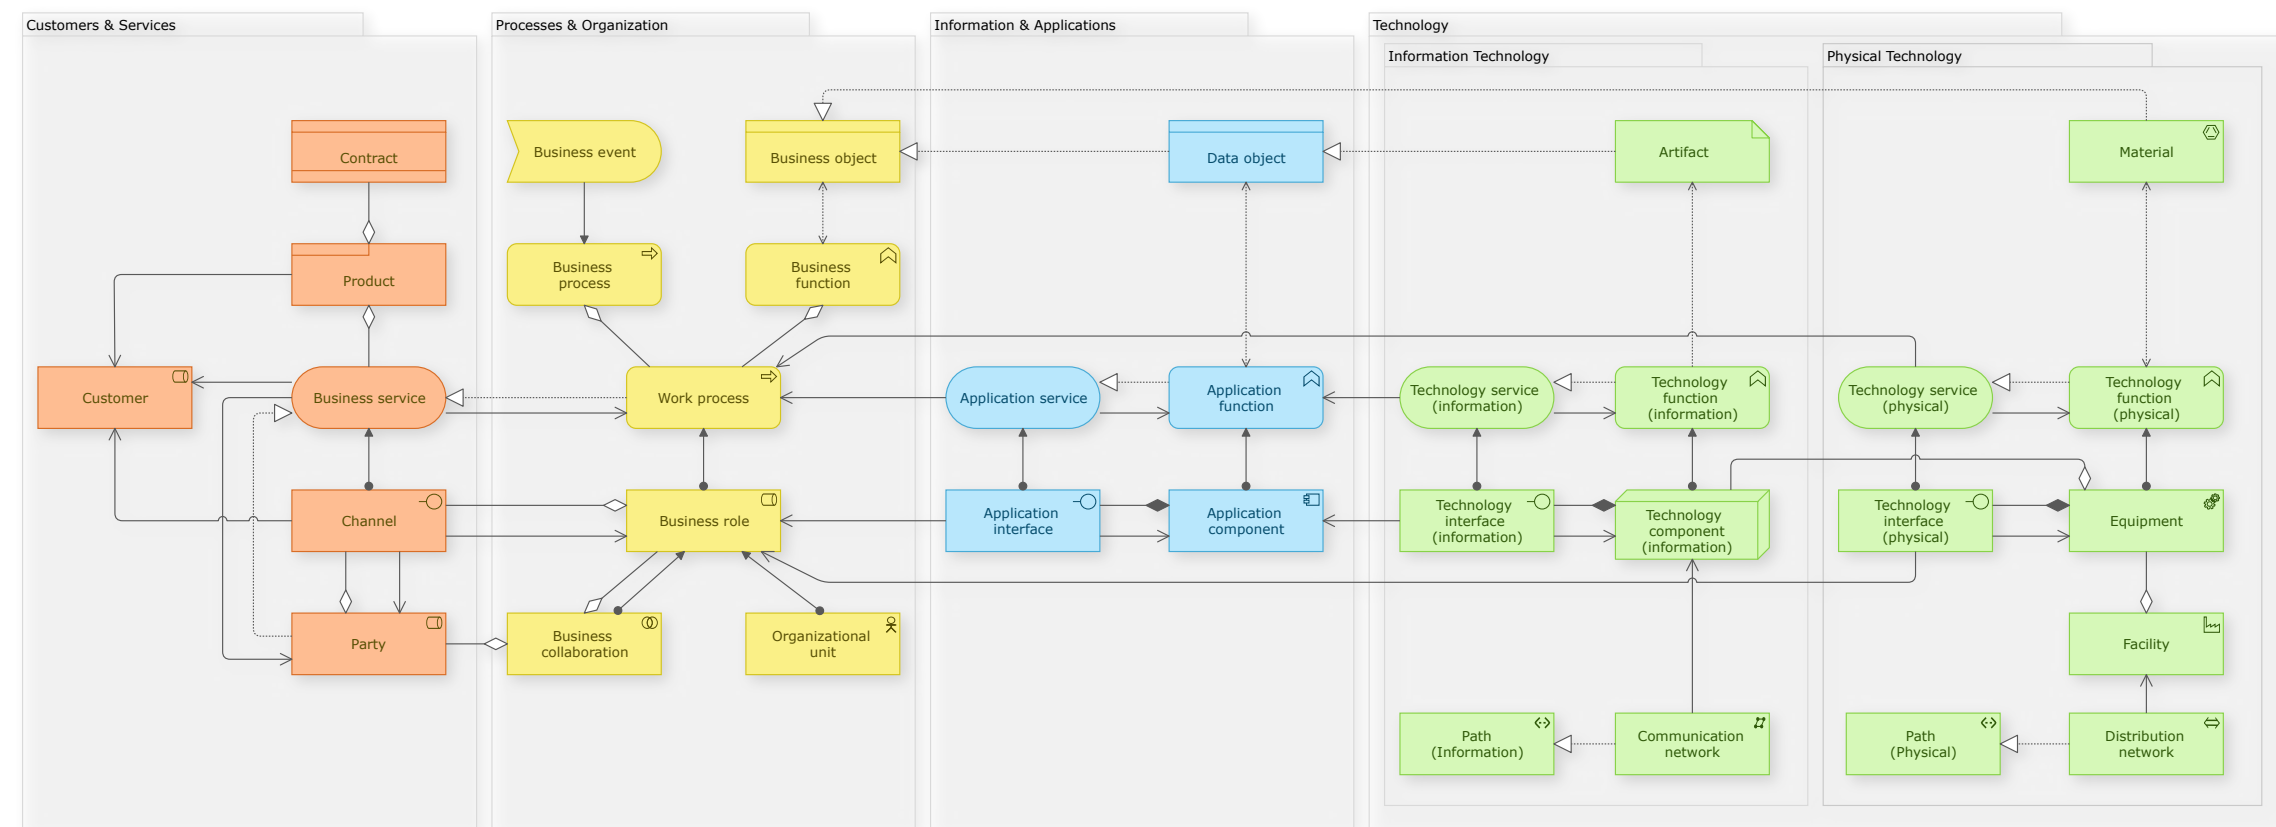 Customers & Services
Processes & Organization
Information & Applications
Technology
Information Technology
Physical Technology
Contract
Business event
Business object
Data object
Artifact
Material
Product
Business
process
Business
function
Customer
Business service
Work process
Application service
Application
function
Technology service
(information)
Technology
function
(information)
Technology service
(physical)
Technology
function
(physical)
Channel
Business role
Application
interface
Application
component
Technology
interface
(information)
Technology
component
(information)
Technology
interface
(physical)
Equipment
Party
Business
collaboration
Organizational
unit
Facility
Path
(Information)
Communication
network
Path
(Physical)
Distribution
network